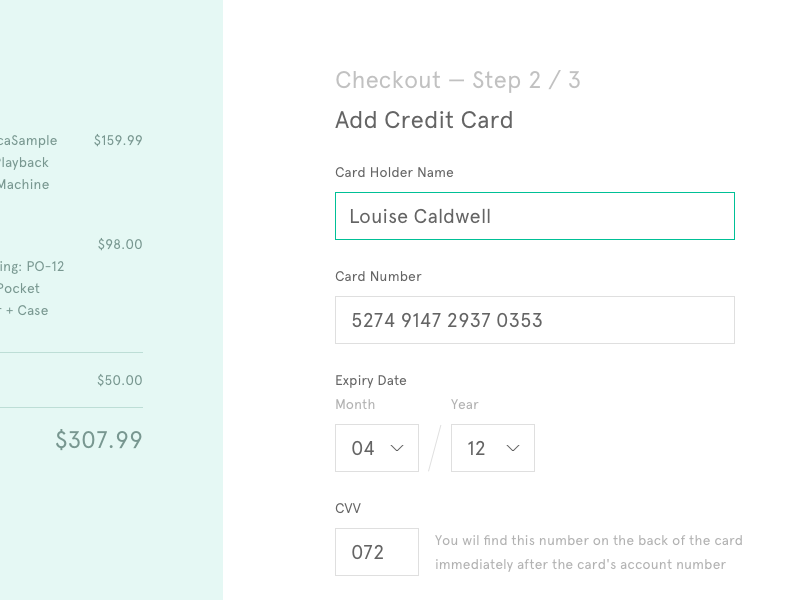 $159.99
Playback
Machine
$98.00
PO-12
Pocket
+ Case
$50.00
$307.99
Checkout — Step 2 / 3
Add Credit Card
Card Holder Name
Louise Caldwell
Card Number
5274 9147 2937 0353
Expiry Date
Month Year
04 12
CVV
072
You wil find this number on the back of the card
immediately after the card's account number